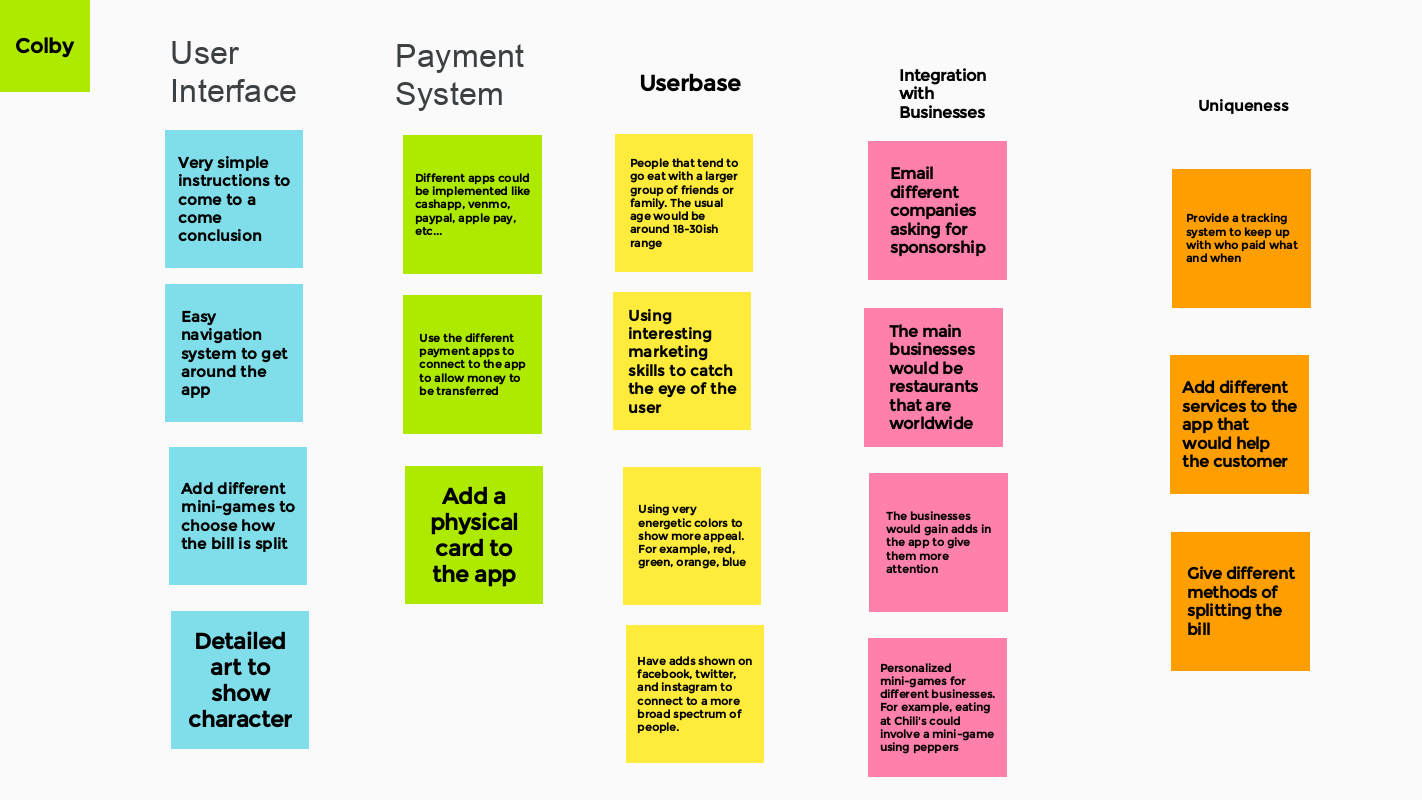 Colby
User
Interface
Very simple
instructions to
come to a
come
conclusion
Easy
navigation
system to get
around the
app
Add different
mini-games to
choose how
the bill is split
Detailed
art to
show
character
Payment
System
Different apps could
be implemented like
cashapp, venmo,
paypal, apple pay,
etc...
Use the different
payment apps to
connect to the app
to allow money to
be transferred
Add a
physical
card to
the app
Userbase
People that tend to
go eat with a larger
group of friends or
family. The usual
age would be
around 18-30ish
range
Using
interesting
marketing
skills to catch
the eye of the
user
Using very
energetic colors to
show more appeal.
For example, red,
green, orange, blue
Have adds shown on
facebook, twitter,
and instagram to
connect to a more
broad spectrum of
people.
Integration
with
Businesses
Email
different
companies
asking for
sponsorship
The main
businesses
would be
restaurants
that are
worldwide
The businesses
would gain adds in
the app to give
them more
attention
Personalized
mini-games for
different businesses.
For example, eating
at Chili's could
involve a mini-game
using peppers
Uniqueness
Provide a tracking
system to keep up
with who paid what
and when
Add different
services to the
app that
would help
the customer
Give different
methods of
splitting the
bill